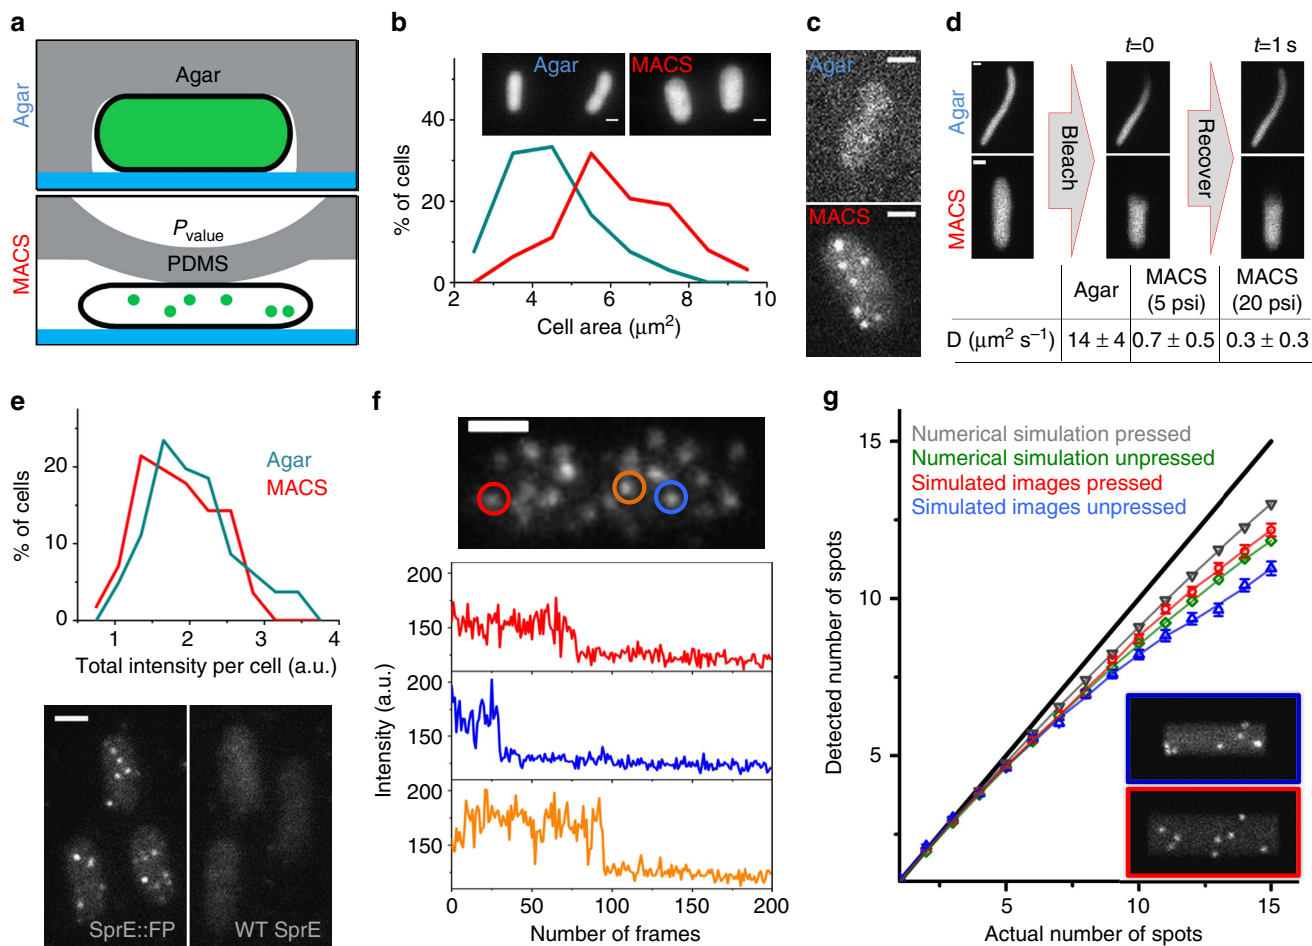 a
Agar
Agar
MACS
Pvalue
PDMS
b
Agar
MACS
% of cells
40
20
0
2
4
6
8
10
Cell area (μm²)
c
Agar
MACS
d
t=0
t=1 s
Agar
MACS
Bleach
Recover
Agar
MACS (5 psi)
MACS (20 psi)
D (μm² s⁻¹)
14 ± 4
0.7 ± 0.5
0.3 ± 0.3
e
% of cells
20
10
0
Agar
MACS
1
2
3
4
Total intensity per cell (a.u.)
SprE::FP
WT SprE
f
Intensity (a.u.)
200
150
200
150
200
150
0
50
100
150
200
Number of frames
g
Numerical simulation pressed
Numerical simulation unpressed
Simulated images pressed
Simulated images unpressed
Detected number of spots
15
10
5
5
10
15
Actual number of spots